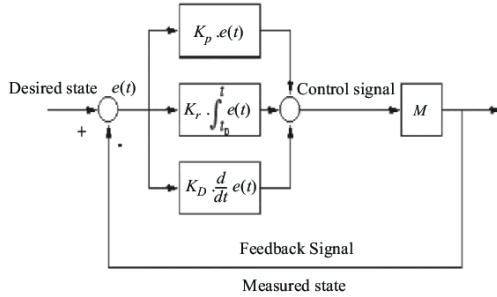 K_p .e(t)
Desired state
e(t)
+
-
K_r . ∫_{t_0}^{t} e(t)
Control signal
M
K_D . d/dt e(t)
Feedback Signal
Measured state